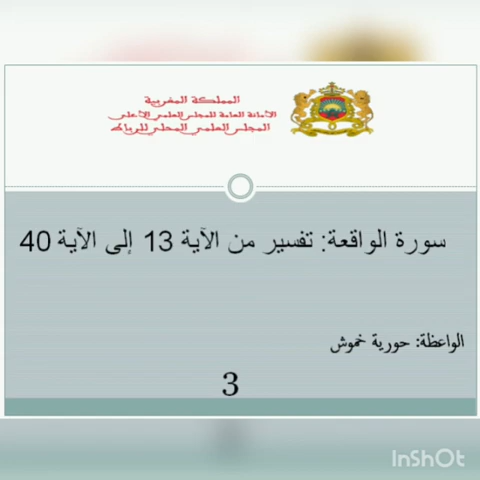 المملكة المغربية
الأمانة العامة للمجلس العلمي الأعلى
المجلس العلمي المحلي للرباط
سورة الواقعة: تفسير من الآية 13 إلى الآية 40
الواعظة: حورية خموش
3
InShOt